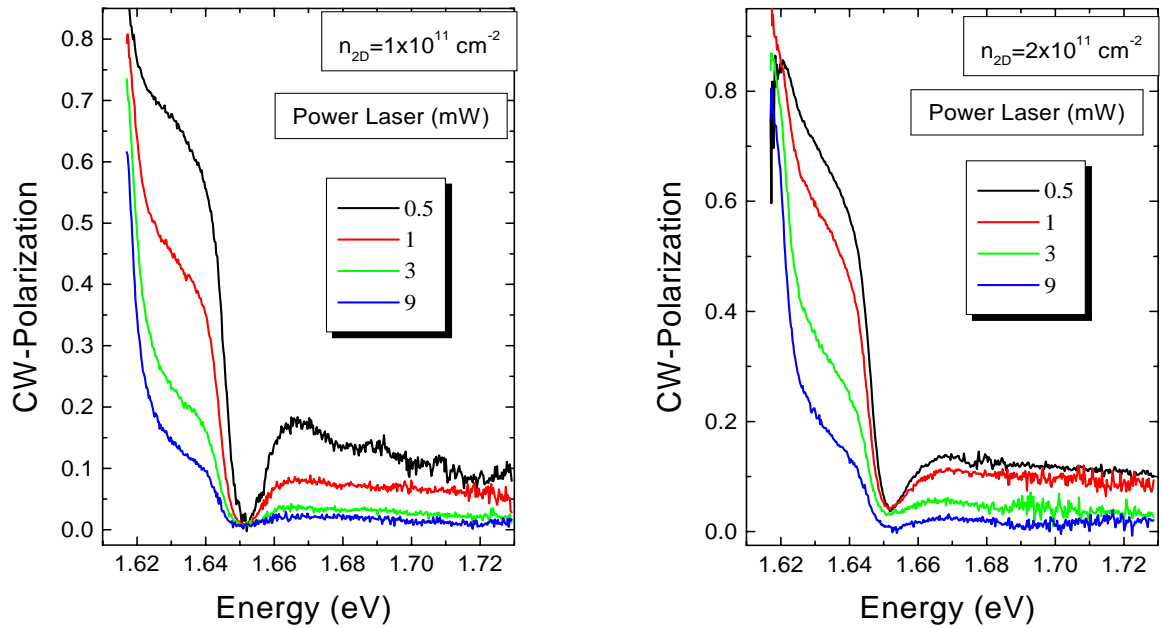 n2D=1x10^11 cm^-2
Power Laser (mW)
0.5
1
3
9
CW-Polarization
0.8
0.7
0.6
0.5
0.4
0.3
0.2
0.1
0.0
1.62 1.64 1.66 1.68 1.70 1.72
Energy (eV)
n2D=2x10^11 cm^-2
Power Laser (mW)
0.5
1
3
9
CW-Polarization
0.8
0.6
0.4
0.2
0.0
1.62 1.64 1.66 1.68 1.70 1.72
Energy (eV)